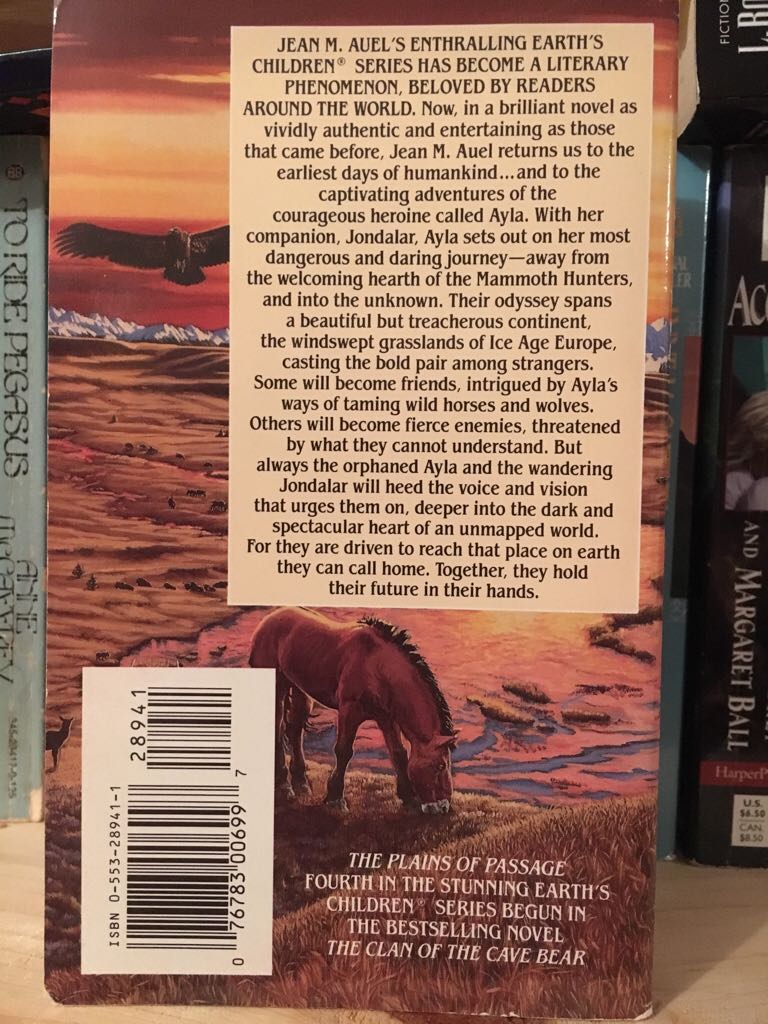 JEAN M. AUEL'S ENTHRALLING EARTH'S
CHILDREN® SERIES HAS BECOME A LITERARY
PHENOMENON, BELOVED BY READERS
AROUND THE WORLD. Now, in a brilliant novel as
vividly authentic and entertaining as those
that came before, Jean M. Auel returns us to the
earliest days of humankind...and to the
captivating adventures of the
courageous heroine called Ayla. With her
companion, Jondalar, Ayla sets out on her most
dangerous and daring journey—away from
the welcoming hearth of the Mammoth Hunters,
and into the unknown. Their odyssey spans
a beautiful but treacherous continent,
the windswept grasslands of Ice Age Europe,
casting the bold pair among strangers.
Some will become friends, intrigued by Ayla's
ways of taming wild horses and wolves.
Others will become fierce enemies, threatened
by what they cannot understand. But
always the orphaned Ayla and the wandering
Jondalar will heed the voice and vision
that urges them on, deeper into the dark and
spectacular heart of an unmapped world.
For they are driven to reach that place on earth
they can call home. Together, they hold
their future in their hands.
28941
ISBN 0-553-28941-1
0 76783 00699 7
THE PLAINS OF PASSAGE
FOURTH IN THE STUNNING EARTH'S
CHILDREN® SERIES BEGUN IN
THE BESTSELLING NOVEL
THE CLAN OF THE CAVE BEAR
TO RIDE PEGASUS
ANNE
McCAFFREY
FICTION
AND MARGARET BALL
HarperP
U.S.
$6.50
CAN.
$8.50